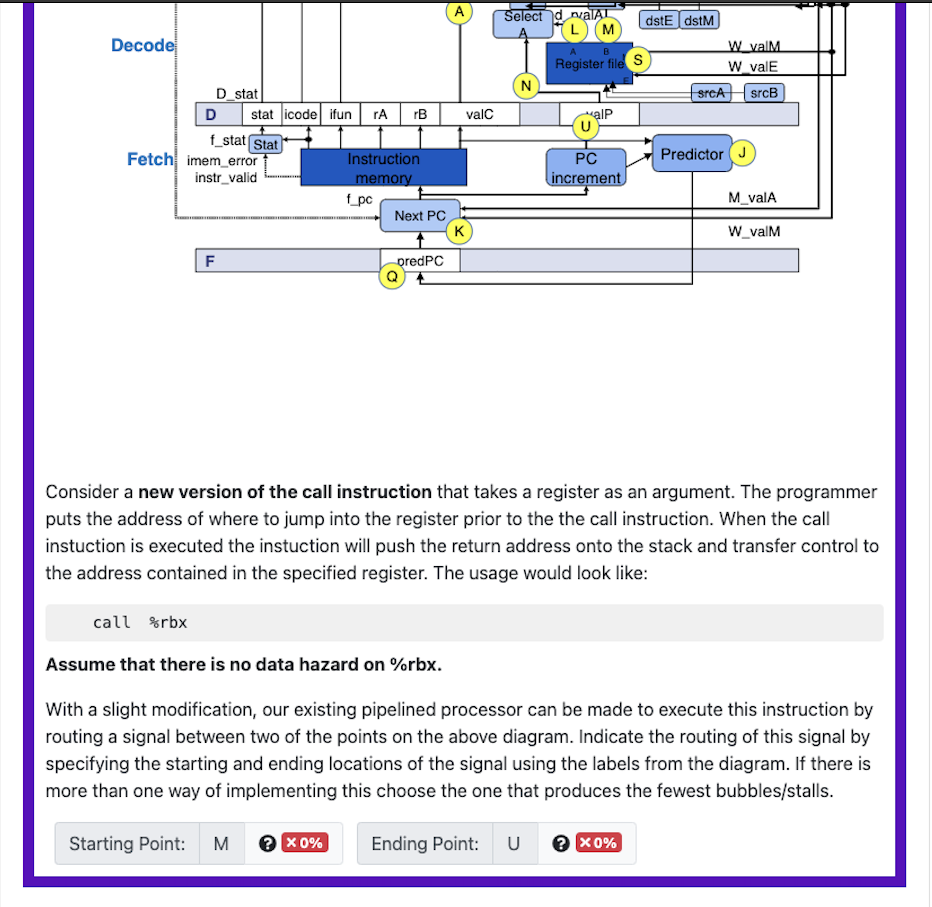 A
Select
A
d_rvalA
L
M
dstE
dstM
Decode
A
B
Register file
E
S
W_valM
W_valE
N
srcA
srcB
D_stat
D
stat
icode
ifun
rA
rB
valC
valP
U
f_stat
Stat
Fetch
imem_error
instr_valid
Instruction
memory
PC
increment
Predictor
J
f_pc
Next PC
K
M_valA
W_valM
F
predPC
Q
Consider a new version of the call instruction that takes a register as an argument. The programmer
puts the address of where to jump into the register prior to the the call instruction. When the call
instuction is executed the instuction will push the return address onto the stack and transfer control to
the address contained in the specified register. The usage would look like:
call %rbx
Assume that there is no data hazard on %rbx.
With a slight modification, our existing pipelined processor can be made to execute this instruction by
routing a signal between two of the points on the above diagram. Indicate the routing of this signal by
specifying the starting and ending locations of the signal using the labels from the diagram. If there is
more than one way of implementing this choose the one that produces the fewest bubbles/stalls.
Starting Point: M ? × 0% Ending Point: U ? × 0%